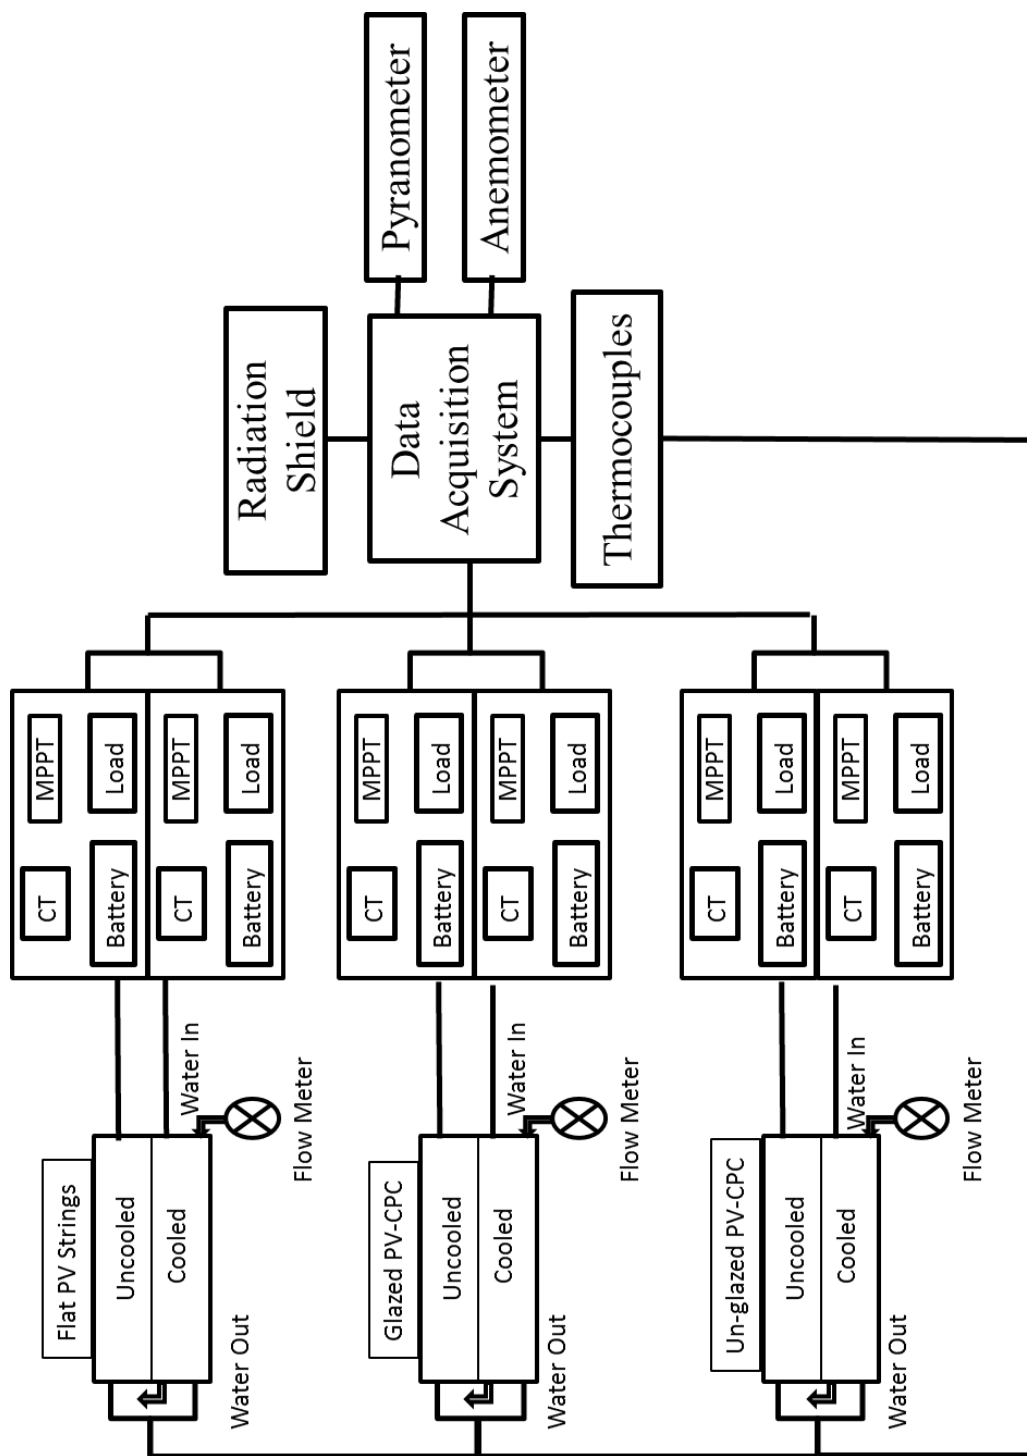 Flat PV Strings
Uncooled
Cooled
Water Out
Water In
Flow Meter
CT
MPPT
Battery
Load
CT
MPPT
Battery
Load
Glazed PV-CPC
Uncooled
Cooled
Water Out
Water In
Flow Meter
CT
MPPT
Battery
Load
CT
MPPT
Battery
Load
Un-glazed PV-CPC
Uncooled
Cooled
Water Out
Water In
Flow Meter
CT
MPPT
Battery
Load
CT
MPPT
Battery
Load
Radiation
Shield
Data
Acquisition
System
Thermocouples
Pyranometer
Anemometer